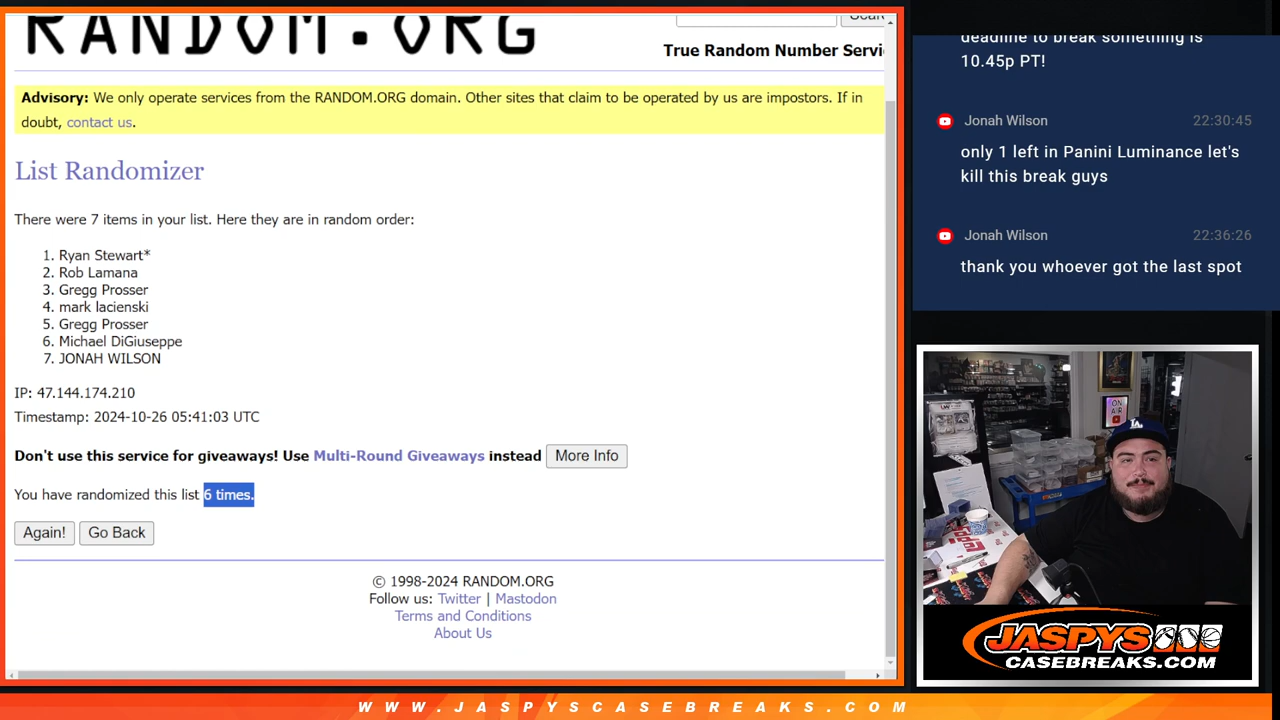 RANDOM.ORG
True Random Number Servi
Advisory: We only operate services from the RANDOM.ORG domain. Other sites that claim to be operated by us are impostors. If in
doubt, contact us.
List Randomizer
There were 7 items in your list. Here they are in random order:
1. Ryan Stewart*
2. Rob Lamana
3. Gregg Prosser
4. mark lacienski
5. Gregg Prosser
6. Michael DiGiuseppe
7. JONAH WILSON
IP: 47.144.174.210
Timestamp: 2024-10-26 05:41:03 UTC
Don't use this service for giveaways! Use Multi-Round Giveaways instead More Info
You have randomized this list 6 times.
Again! Go Back
© 1998-2024 RANDOM.ORG
Follow us: Twitter | Mastodon
Terms and Conditions
About Us
deadline to break something is
10.45p PT!
Jonah Wilson 22:30:45
only 1 left in Panini Luminance let's
kill this break guys
Jonah Wilson 22:36:26
thank you whoever got the last spot
ON
AIR
JASPYS
CASEBREAKS.COM
WWW.JASPYSCASEBREAKS.COM